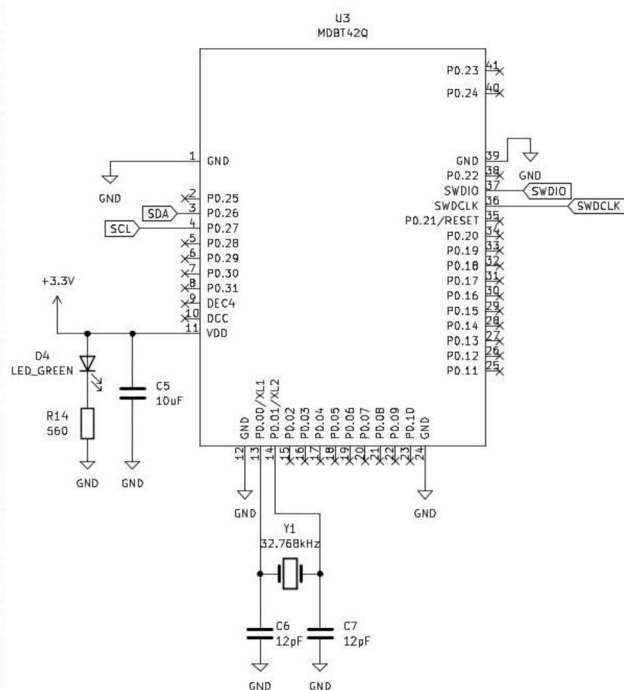 U3
MDBT42Q
41
P0.23
40
P0.24
1
GND
39
GND
GND
GND
38
P0.22
37
SWDIO
SWDIO
36
SWDCLK
SWDCLK
35
P0.21/RESET
2
P0.25
SDA
3
P0.26
SCL
4
P0.27
5
P0.28
6
P0.29
7
P0.30
8
P0.31
9
DEC4
10
DCC
11
VDD
34
P0.20
33
P0.19
32
P0.18
31
P0.17
30
P0.16
29
P0.15
28
P0.14
27
P0.13
26
P0.12
25
P0.11
+3.3V
D4
LED_GREEN
C5
10uF
R14
560
GND
GND
GND
P0.00/XL1
P0.01/XL2
P0.02
P0.03
P0.04
P0.05
P0.06
P0.07
P0.08
P0.09
P0.10
GND
12
13
14
15
16
17
18
19
20
21
22
23
24
GND
GND
Y1
32.768kHz
C6
12pF
C7
12pF
GND
GND